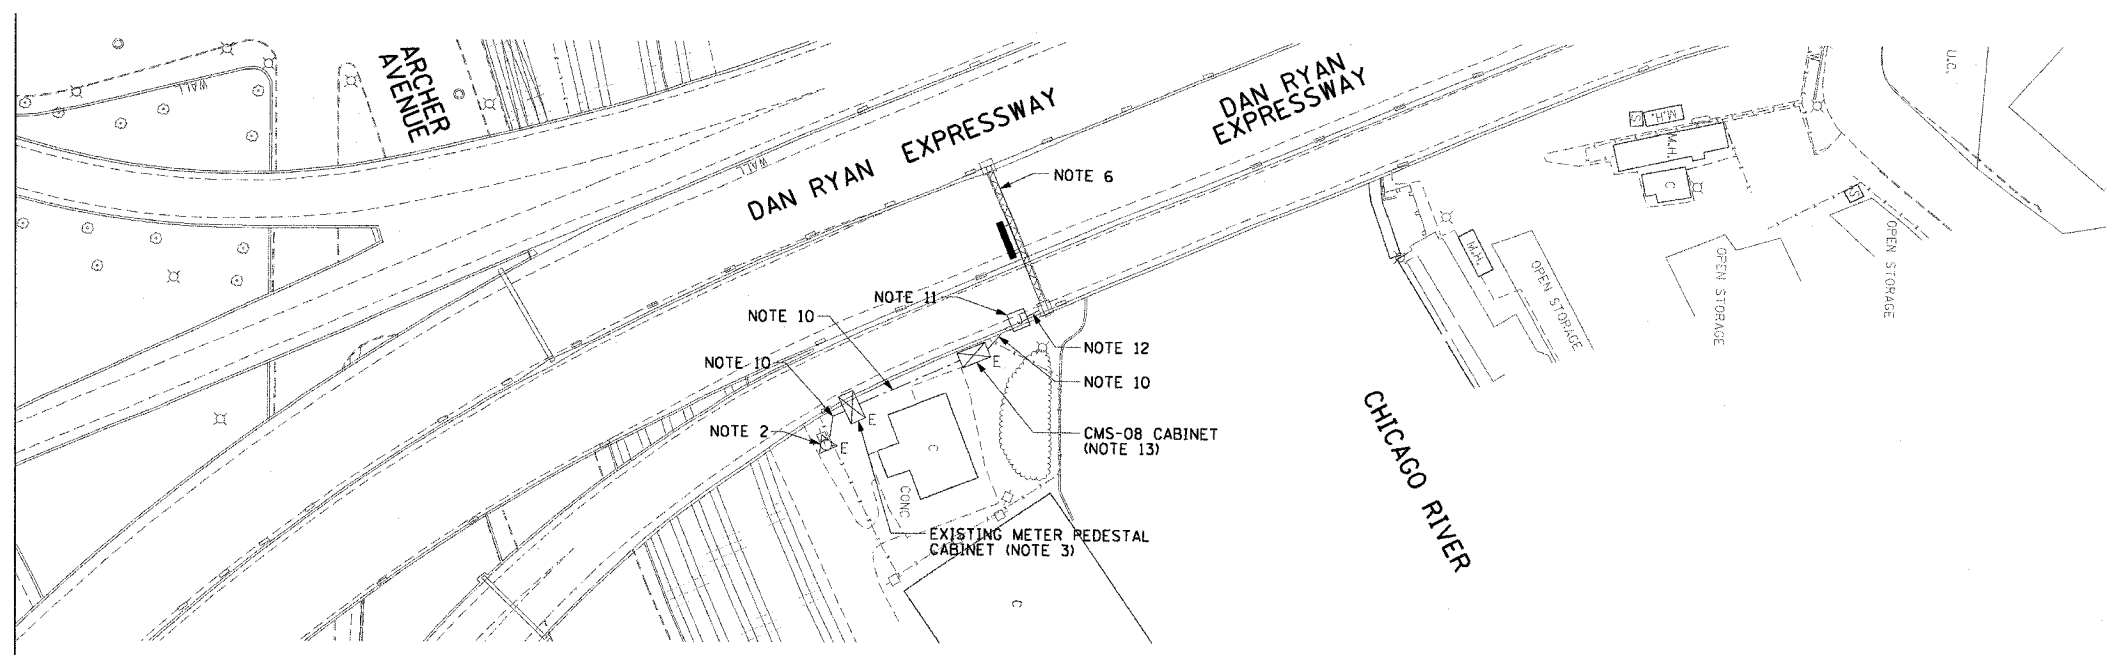 ARCHER
AVENUE
WALL
DAN RYAN EXPRESSWAY
WALL
DAN RYAN
EXPRESSWAY
NOTE 6
U.C.
M.H.
S
M.H.
C
S
OPEN STORAGE
OPEN STORAGE
M.H.
OPEN STORAGE
NOTE 11
J
NOTE 10
NOTE 12
NOTE 10
E
NOTE 10
E
NOTE 2
E
C
CMS-08 CABINET
(NOTE 13)
CONC
EXISTING METER PEDESTAL
CABINET (NOTE 3)
C
CHICAGO RIVER